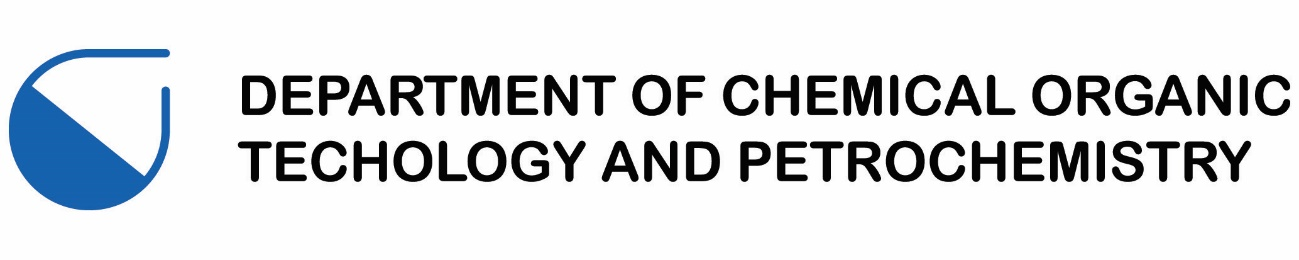 DEPARTMENT OF CHEMICAL ORGANIC
TECHOLOGY AND PETROCHEMISTRY